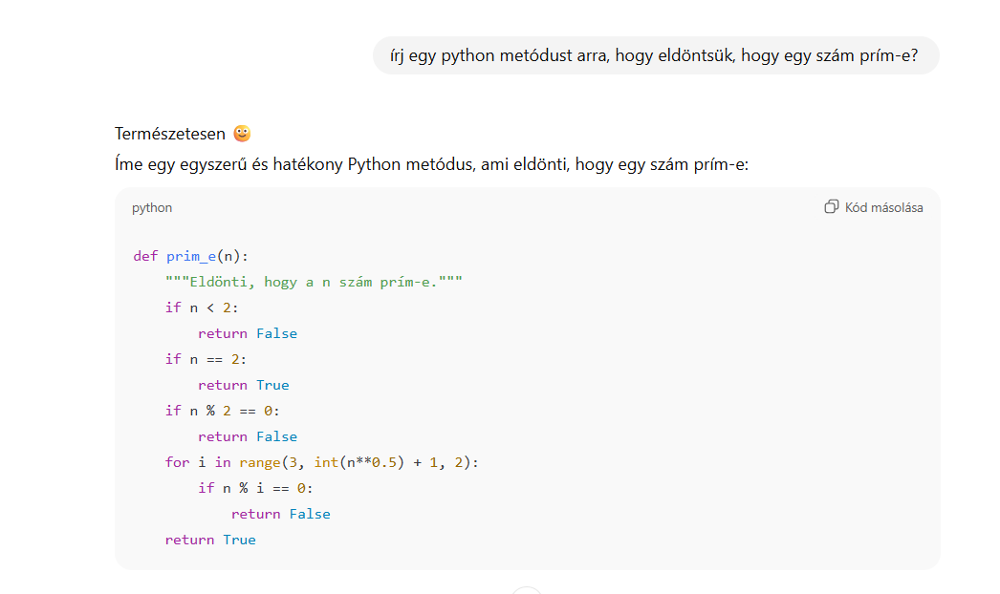 írj egy python metódust arra, hogy eldöntsük, hogy egy szám prím-e?
Természetesen 🙂
Íme egy egyszerű és hatékony Python metódus, ami eldönti, hogy egy szám prím-e:
python
Kód másolása
def prim_e(n):
    """Eldönti, hogy a n szám prím-e."""
    if n < 2:
        return False
    if n == 2:
        return True
    if n % 2 == 0:
        return False
    for i in range(3, int(n**0.5) + 1, 2):
        if n % i == 0:
            return False
    return True